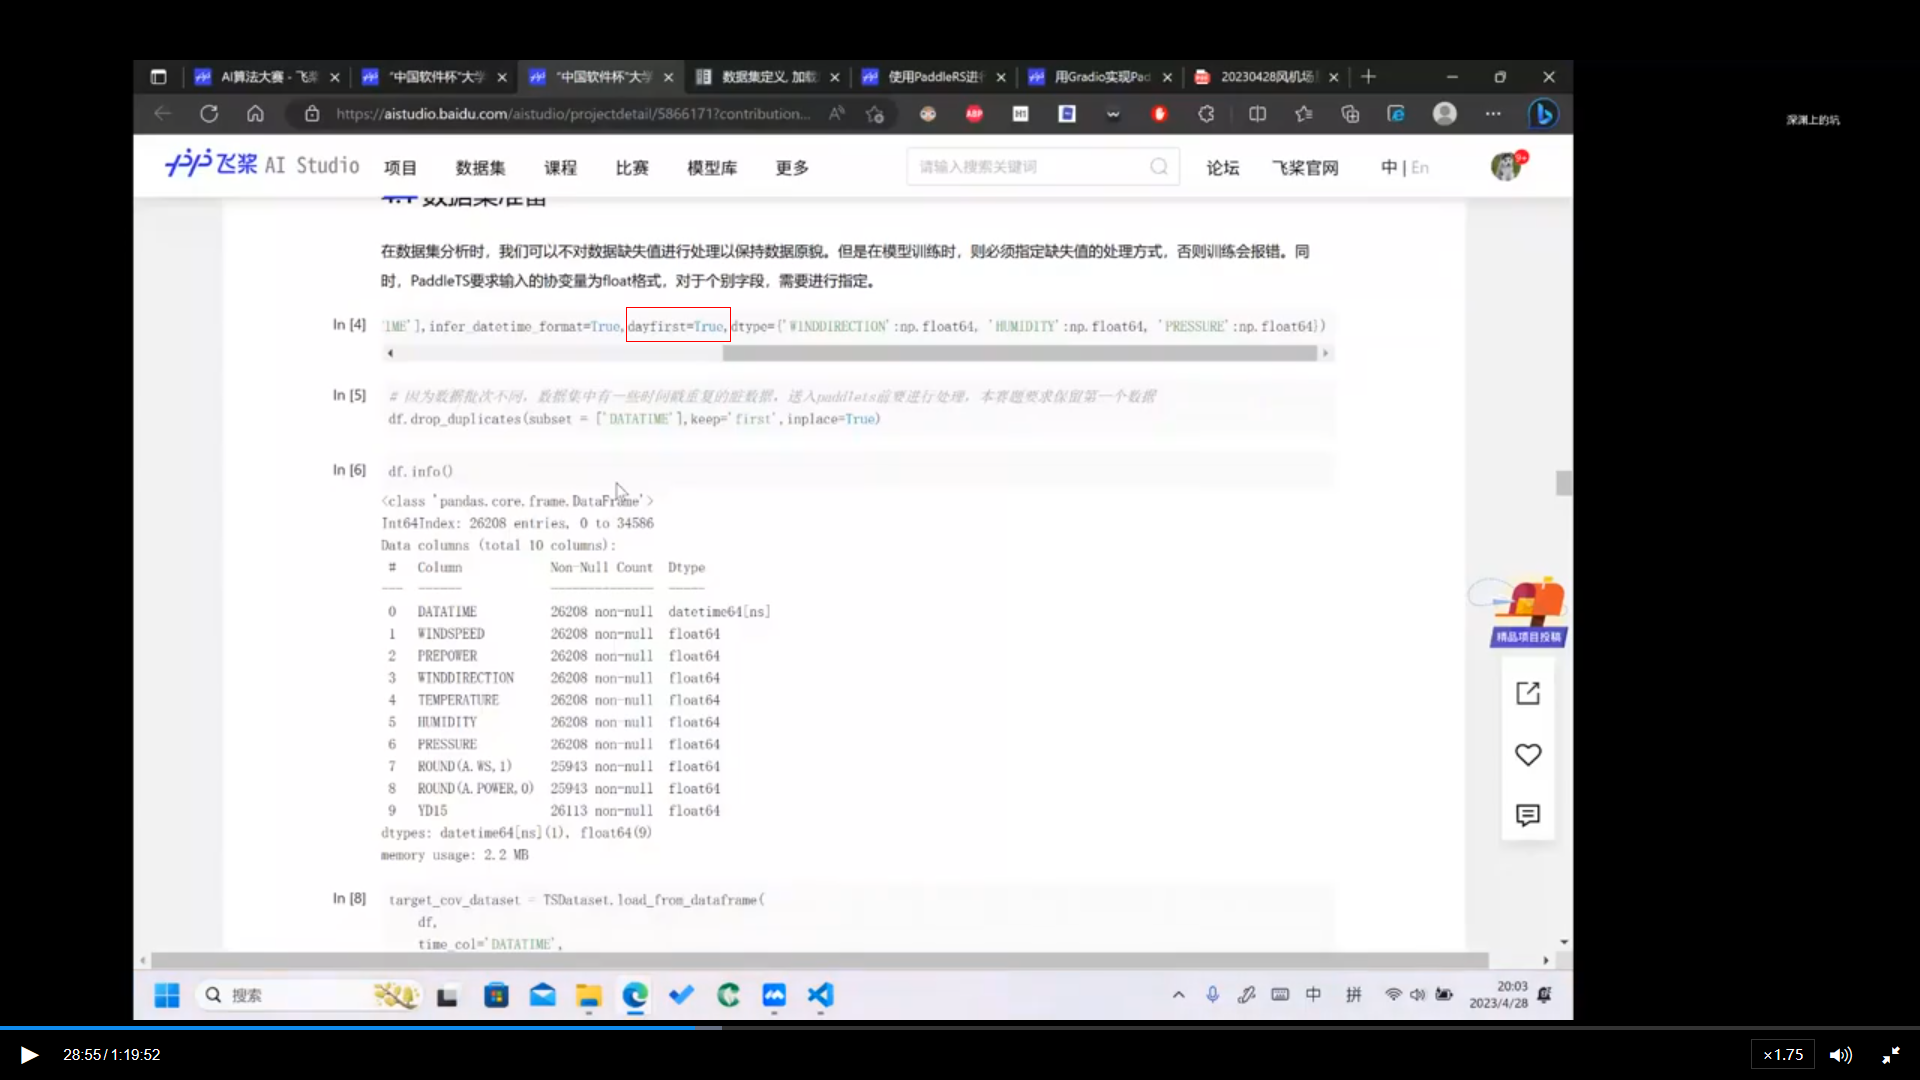 AI算法大赛 - 飞桨
"中国软件杯"大学
"中国软件杯"大学
数据集定义, 加载
使用PaddleRS进行
用Gradio实现Pad
20230428风机场
https://aistudio.baidu.com/aistudio/projectdetail/5866171?contribution...
深渊上的坑
飞桨 AI Studio
项目
数据集
课程
比赛
模型库
更多
请输入搜索关键词
论坛
飞桨官网
中 | En
9+
4.1 数据集准备
在数据集分析时，我们可以不对数据缺失值进行处理以保持数据原貌。但是在模型训练时，则必须指定缺失值的处理方式，否则训练会报错。同
时，PaddleTS要求输入的协变量为float格式，对于个别字段，需要进行指定。
In [4]
'IME'],infer_datetime_format=True,dayfirst=True,dtype={'WINDDIRECTION':np.float64, 'HUMIDITY':np.float64, 'PRESSURE':np.float64})
In [5]
# 因为数据批次不同，数据集中有一些时间戳重复的脏数据，送入paddlets前要进行处理，本赛题要求保留第一个数据
df.drop_duplicates(subset = ['DATATIME'],keep='first',inplace=True)
In [6]
df.info()
<class 'pandas.core.frame.DataFrame'>
Int64Index: 26208 entries, 0 to 34586
Data columns (total 10 columns):
# Column Non-Null Count Dtype
--- ------ -------------- -----
0 DATATIME 26208 non-null datetime64[ns]
1 WINDSPEED 26208 non-null float64
2 PREPOWER 26208 non-null float64
3 WINDDIRECTION 26208 non-null float64
4 TEMPERATURE 26208 non-null float64
5 HUMIDITY 26208 non-null float64
6 PRESSURE 26208 non-null float64
7 ROUND(A.WS,1) 25943 non-null float64
8 ROUND(A.POWER,0) 25943 non-null float64
9 YD15 26113 non-null float64
dtypes: datetime64[ns](1), float64(9)
memory usage: 2.2 MB
In [8]
target_cov_dataset = TSDataset.load_from_dataframe(
df,
time_col='DATATIME',
精品项目投稿
搜索
中
拼
20:03
2023/4/28
28:55 / 1:19:52
×1.75